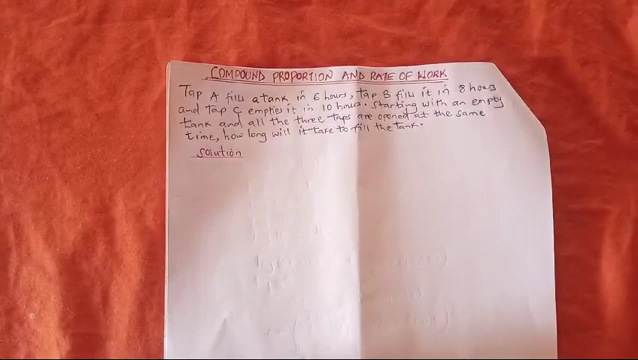 COMPOUND PROPORTION AND RATE OF WORK
Tap A fills a tank in 6 hours, tap B fills it in 8 hours
and Tap C empties it in 10 hours. Starting with an empty
tank and all the three taps are opened at the same
time, how long will it take to fill the tank.
Solution